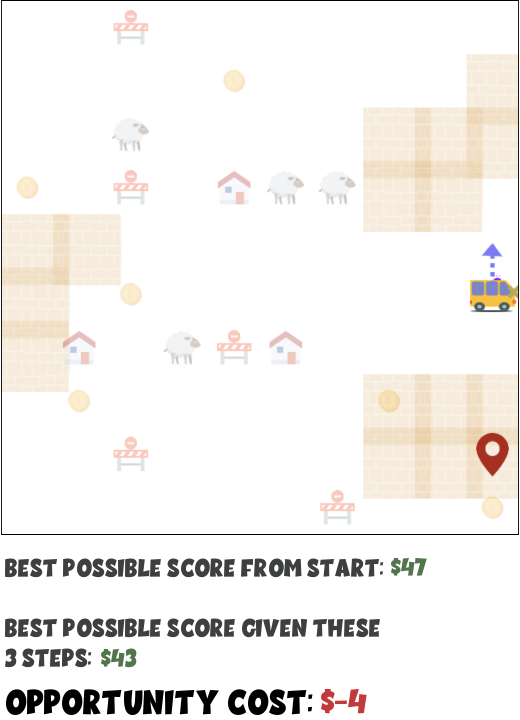 BEST POSSIBLE SCORE FROM START: $47
BEST POSSIBLE SCORE GIVEN THESE
3 STEPS: $43
OPPORTUNITY COST: $-4